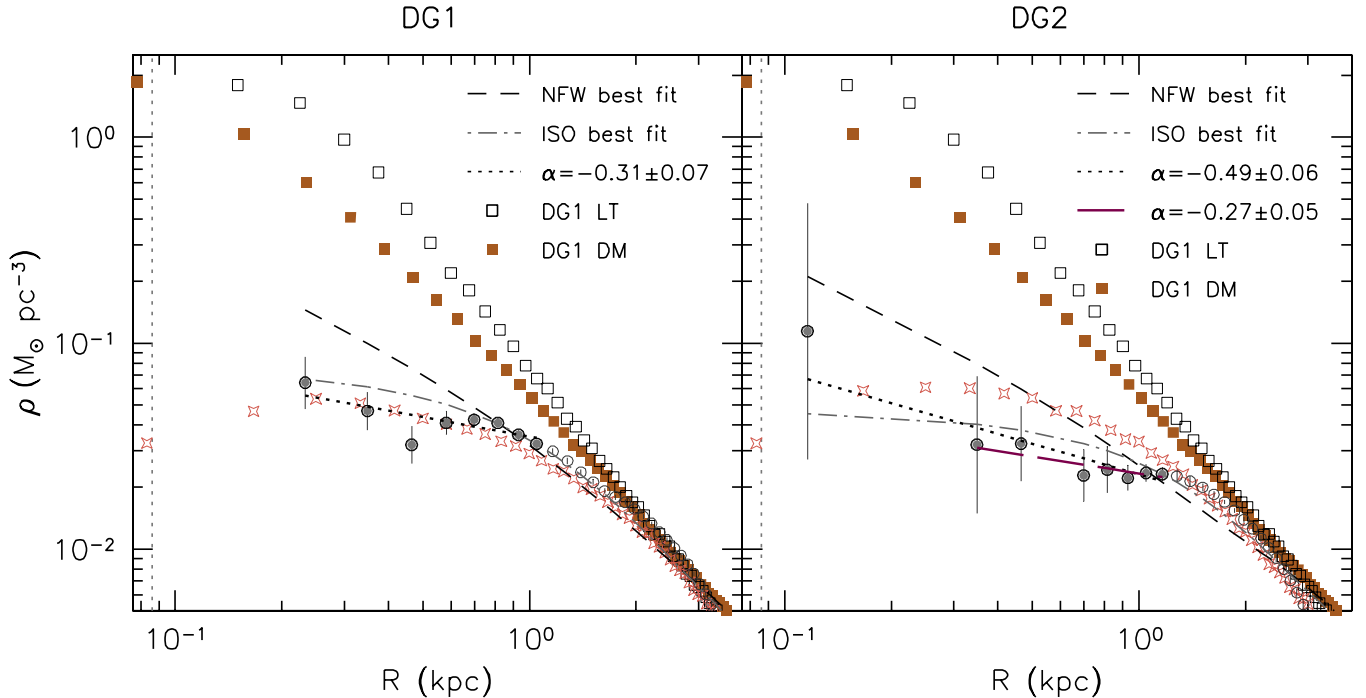 DG1
DG2
NFW best fit
ISO best fit
α=−0.31±0.07
DG1 LT
DG1 DM
NFW best fit
ISO best fit
α=−0.49±0.06
α=−0.27±0.05
DG1 LT
DG1 DM
10⁰
10⁻¹
10⁻²
ρ (M☉ pc⁻³)
10⁻¹ 10⁰ 10⁻¹ 10⁰
R (kpc) R (kpc)